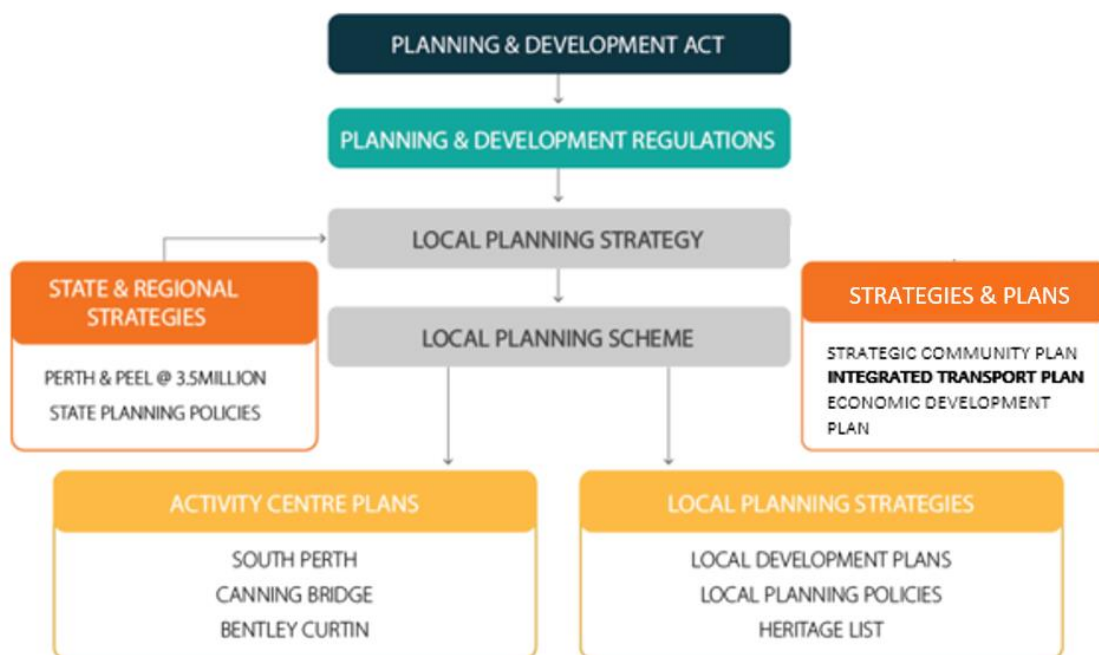 PLANNING & DEVELOPMENT ACT
PLANNING & DEVELOPMENT REGULATIONS
LOCAL PLANNING STRATEGY
LOCAL PLANNING SCHEME
STATE & REGIONAL
STRATEGIES
PERTH & PEEL @ 3.5MILLION
STATE PLANNING POLICIES
STRATEGIES & PLANS
STRATEGIC COMMUNITY PLAN
INTEGRATED TRANSPORT PLAN
ECONOMIC DEVELOPMENT
PLAN
ACTIVITY CENTRE PLANS
SOUTH PERTH
CANNING BRIDGE
BENTLEY CURTIN
LOCAL PLANNING STRATEGIES
LOCAL DEVELOPMENT PLANS
LOCAL PLANNING POLICIES
HERITAGE LIST